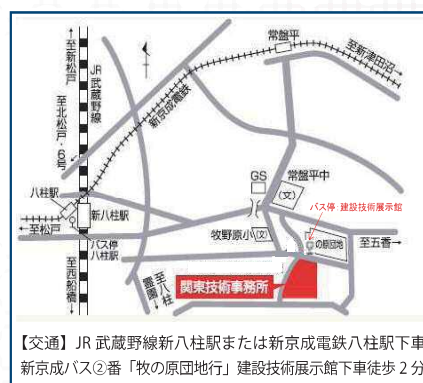 常盤平
至新津田沼→
←至新松戸
JR武蔵野線
至北松戸・6号
新京成電鉄
GS
常盤平中
(文)
八柱駅
新八柱駅
バス停 建設技術展示館
←至松戸
バス停
八柱駅
牧野原小(文)
の原団地
至五香→
←至西船橋
至八柱
霊園
関東技術事務所
【交通】JR 武蔵野線新八柱駅または新京成電鉄八柱駅下車
新京成バス②番「牧の原団地行」建設技術展示館下車徒歩 2 分